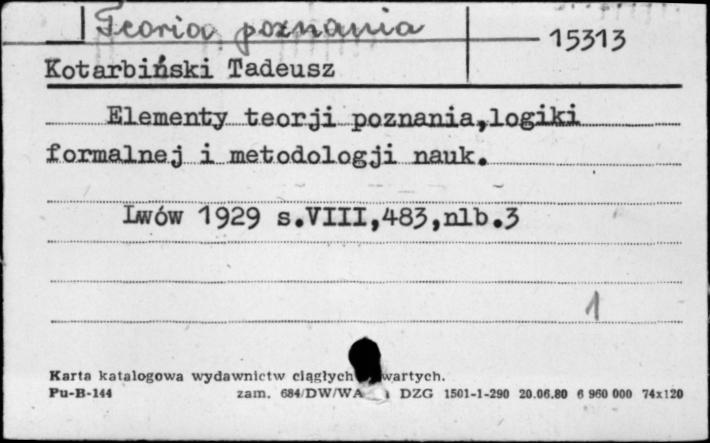 Teoria poznania
15313
Kotarbiński Tadeusz
Elementy teorji poznania,logiki
formalnej i metodologji nauk.
Lwów 1929 s.VIII,483,nlb.3
1
Karta katalogowa wydawnictw ciągłych wartych.
Pu-B-144 zam. 684/DW/WA DZG 1501-1-290 20.06.80 6 960 000 74x120